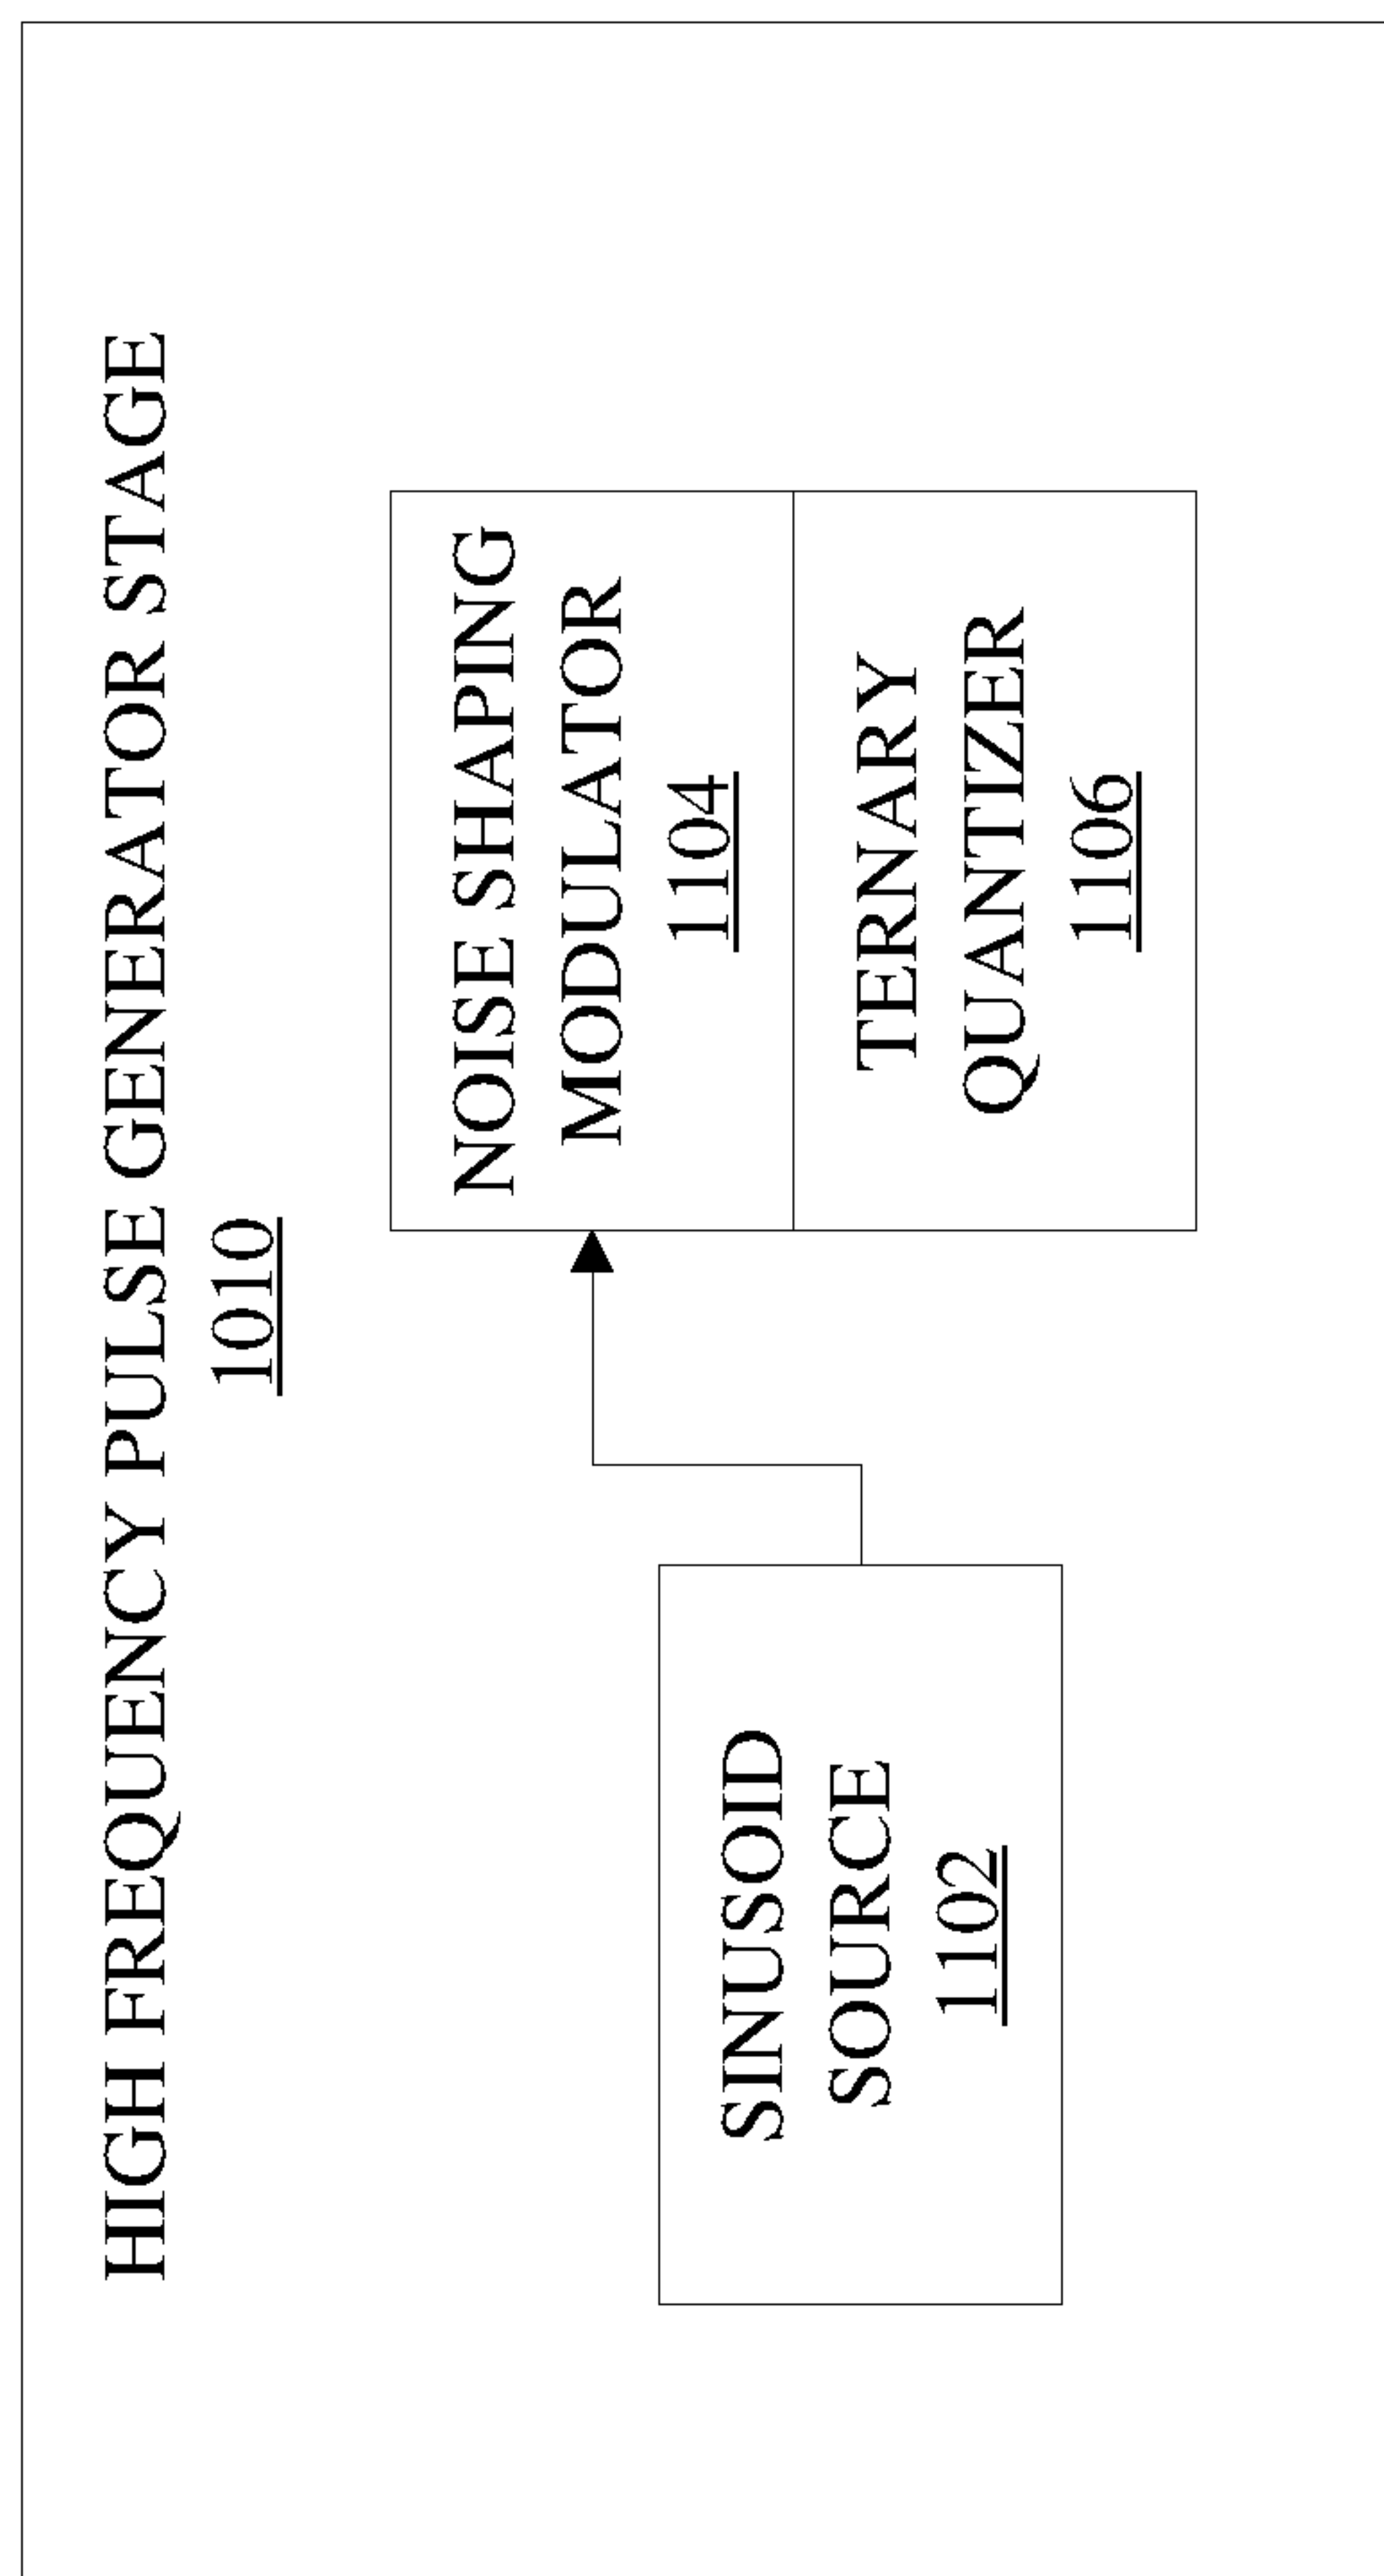 HIGH FREQUENCY PULSE GENERATOR STAGE
1010
SINUSOID
SOURCE
1102
NOISE SHAPING
MODULATOR
1104
TERNARY
QUANTIZER
1106